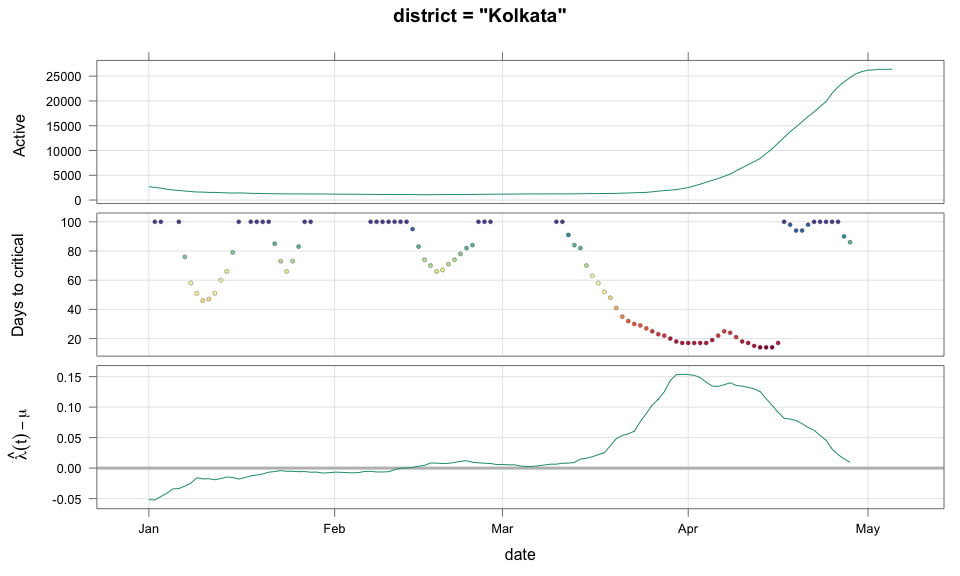 district = "Kolkata"
Active
25000
20000
15000
10000
5000
0
Days to critical
100
80
60
40
20
λ̂(t) − μ
0.15
0.10
0.05
0.00
-0.05
Jan Feb Mar Apr May
date